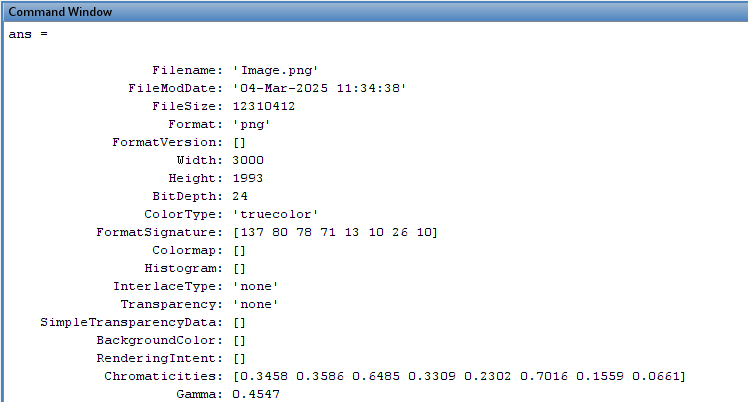 Command Window
ans =
Filename: 'Image.png'
FileModDate: '04-Mar-2025 11:34:38'
FileSize: 12310412
Format: 'png'
FormatVersion: []
Width: 3000
Height: 1993
BitDepth: 24
ColorType: 'truecolor'
FormatSignature: [137 80 78 71 13 10 26 10]
Colormap: []
Histogram: []
InterlaceType: 'none'
Transparency: 'none'
SimpleTransparencyData: []
BackgroundColor: []
RenderingIntent: []
Chromaticities: [0.3458 0.3586 0.6485 0.3309 0.2302 0.7016 0.1559 0.0661]
Gamma: 0.4547